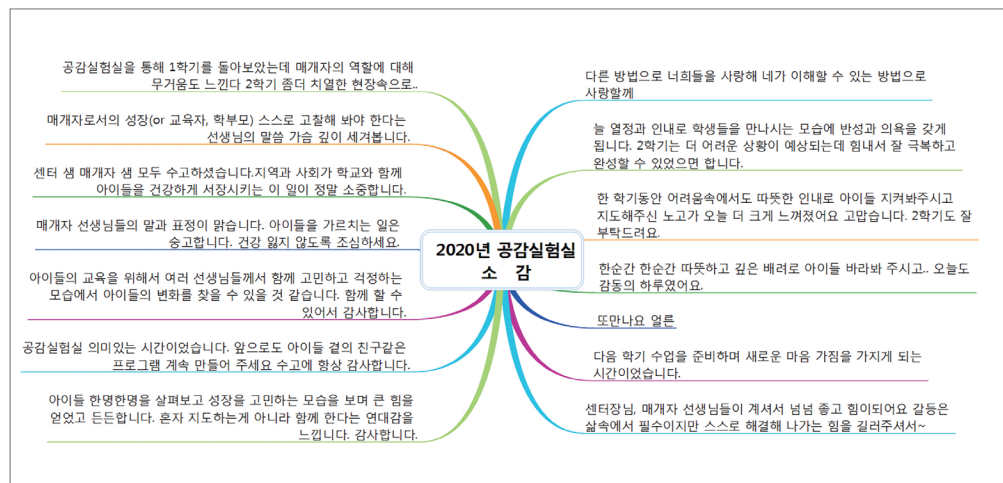 공감실험실을 통해 1학기를 돌아보았는데 매개자의 역할에 대해
무거움도 느낀다 2학기 좀더 치열한 현장속으로..
매개자로서의 성장(or 교육자, 학부모) 스스로 고찰해 봐야 한다는
선생님의 말씀 가슴 깊이 세겨봅니다.
센터 샘 매개자 샘 모두 수고하셨습니다.지역과 사회가 학교와 함께
아이들을 건강하게 서장시키는 이 일이 정말 소중합니다.
매개자 선생님들의 말과 표정이 맑습니다. 아이들을 가르치는 일은
숭고합니다. 건강 잃지 않도록 조심하세요.
아이들의 교육을 위해서 여러 선생님들께서 함께 고민하고 걱정하는
모습에서 아이들의 변화를 찾을 수 있을 것 같습니다. 함께 할 수
있어서 감사합니다.
공감실험실 의미있는 시간이었습니다. 앞으로도 아이들 곁의 친구같은
프로그램 계속 만들어 주세요 수고에 항상 감사합니다.
아이들 한명한명을 살펴보고 성장을 고민하는 모습을 보며 큰 힘을
얻었고 든든합니다. 혼자 지도하는게 아니라 함께 한다는 연대감을
느낍니다. 감사합니다.
2020년 공감실험실
소 감
다른 방법으로 너희들을 사랑해 네가 이해할 수 있는 방법으로
사랑할께
늘 열정과 인내로 학생들을 만나시는 모습에 반성과 의욕을 갖게
됩니다. 2학기는 더 어려운 상황이 예상되는데 힘내서 잘 극복하고
완성할 수 있었으면 합니다.
한 학기동안 어려움속에서도 따뜻한 인내로 아이들 지켜봐주시고
지도해주신 노고가 오늘 더 크게 느껴졌어요 고맙습니다. 2학기도 잘
부탁드려요.
한순간 한순간 따뜻하고 깊은 배려로 아이들 바라봐 주시고.. 오늘도
감동의 하루였어요.
또만나요 얼른
다음 학기 수업을 준비하며 새로운 마음 가짐을 가지게 되는
시간이었습니다.
센터장님, 매개자 선생님들이 계셔서 넘넘 좋고 힘이되어요 갈등은
삶속에서 필수이지만 스스로 해결해 나가는 힘을 길러주셔서~